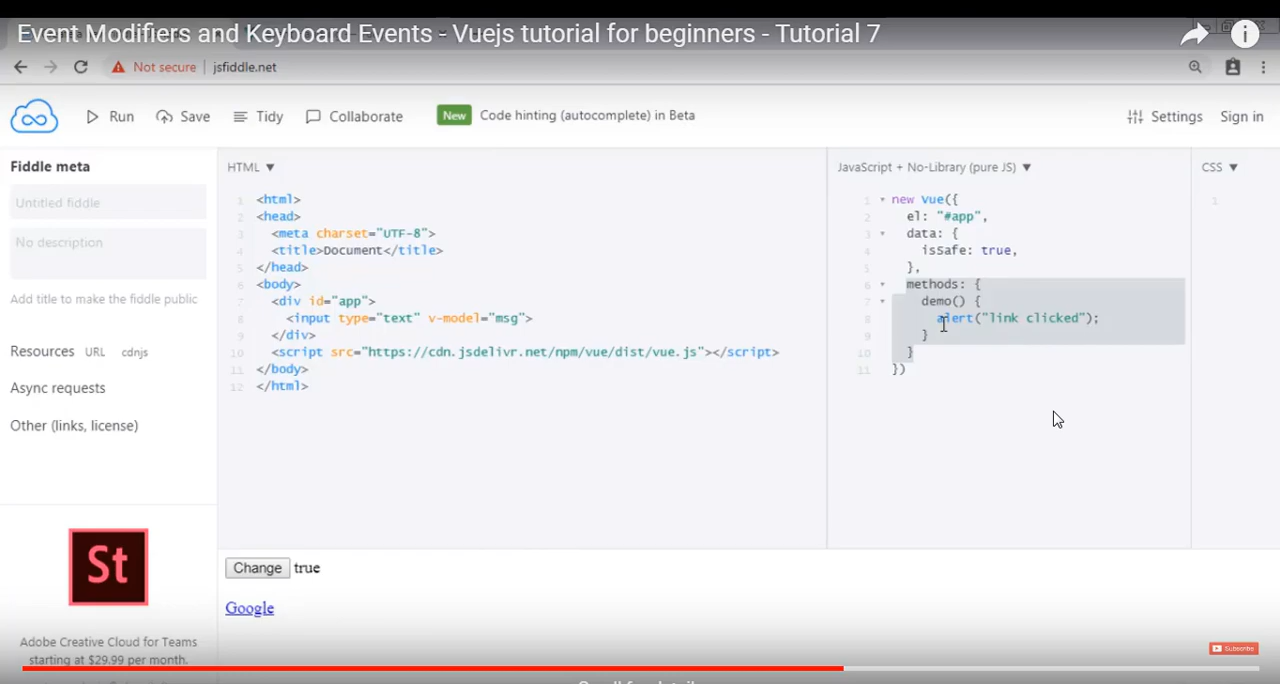 Event Modifiers and Keyboard Events - Vuejs tutorial for beginners - Tutorial 7
Not secure | jsfiddle.net
Run Save Tidy Collaborate New Code hinting (autocomplete) in Beta Settings Sign in
Fiddle meta
Untitled fiddle
No description
Add title to make the fiddle public
Resources URL cdnjs
Async requests
Other (links, license)
St
Adobe Creative Cloud for Teams
starting at $29.99 per month.
HTML ▼
1 <html>
2 <head>
3 <meta charset="UTF-8">
4 <title>Document</title>
5 </head>
6 <body>
7 <div id="app">
8 <input type="text" v-model="msg">
9 </div>
10 <script src="https://cdn.jsdelivr.net/npm/vue/dist/vue.js"></script>
11 </body>
12 </html>
JavaScript + No-Library (pure JS) ▼
1 new Vue({
2 el: "#app",
3 data: {
4 isSafe: true,
5 },
6 methods: {
7 demo() {
8 alert("link clicked");
9 }
10 }
11 })
CSS ▼
1
Change true
Google
Subscribe